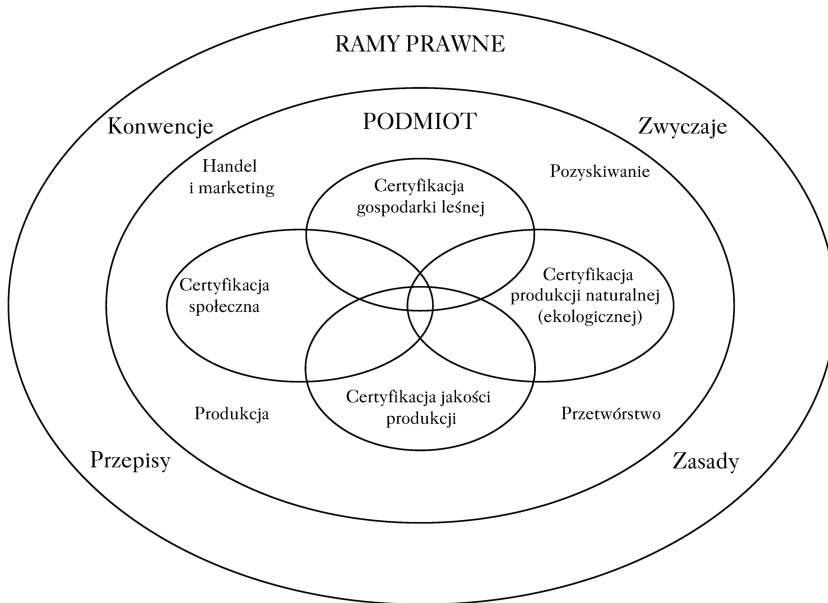 RAMY PRAWNE
Konwencje
PODMIOT
Zwyczaje
Handel
i marketing
Certyfikacja
gospodarki leśnej
Pozyskiwanie
Certyfikacja
społeczna
Certyfikacja
produkcji naturalnej
(ekologicznej)
Produkcja
Certyfikacja jakości
produkcji
Przetwórstwo
Przepisy
Zasady